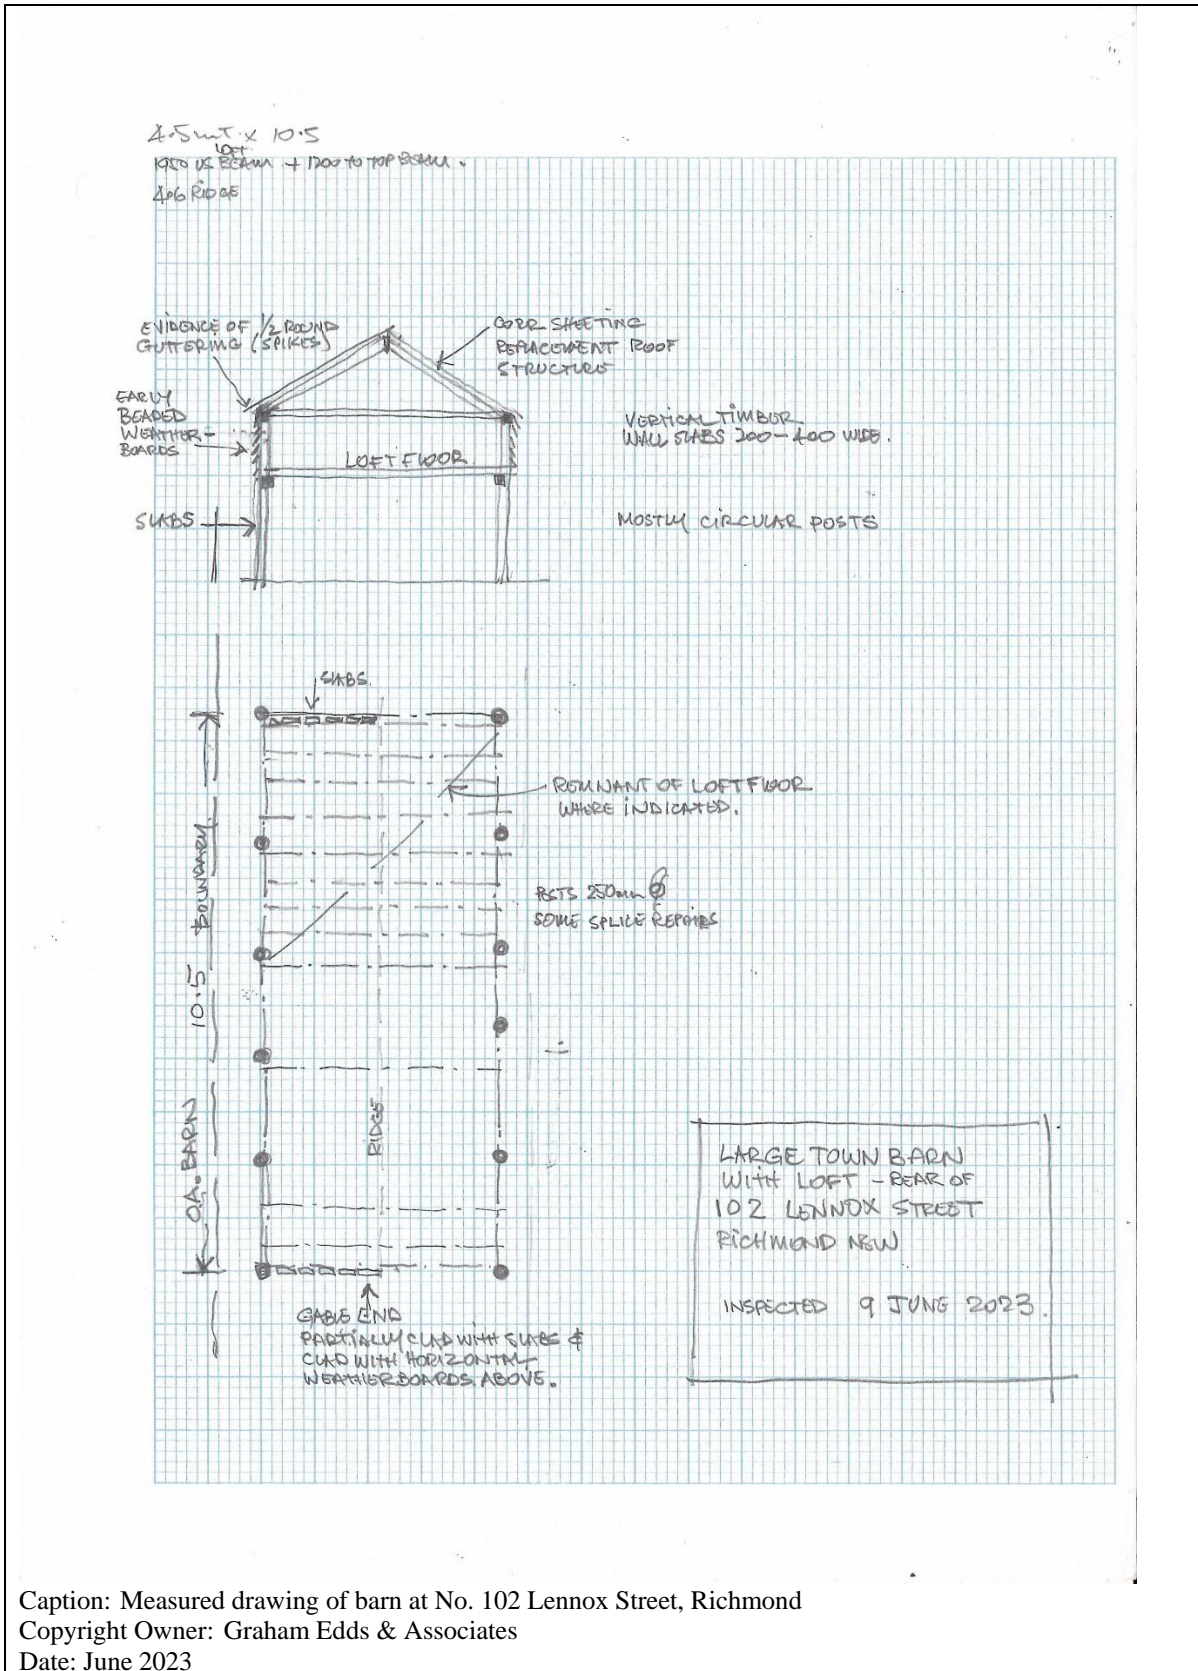 4.5mT. x 10.5
LOFT
1950 US BEAM + 1200 TO TOP BEAM.
4.6 RIDGE
EVIDENCE OF 1/2 ROUND
GUTTERING (SPIKES)
CORR SHEETING
REPLACEMENT ROOF
STRUCTURE
EARLY
BEADED
WEATHER-
BOARDS
VERTICAL TIMBER
WALL SLABS 200-400 WIDE.
LOFT FLOOR
SLABS
MOSTLY CIRCULAR POSTS
SLABS.
REMNANT OF LOFT FLOOR
WHERE INDICATED.
POSTS 250mm Ø
SOME SPLICE REPAIRS
O.A. BARN 10.5 BOUNDARY.
RIDGE
GABLE END
PARTIALLY CLAD WITH SLABS &
CLAD WITH HORIZONTAL
WEATHERBOARDS ABOVE.
LARGE TOWN BARN
WITH LOFT - REAR OF
102 LENNOX STREET
RICHMOND NSW
INSPECTED 9 JUNE 2023.
Caption: Measured drawing of barn at No. 102 Lennox Street, Richmond
Copyright Owner: Graham Edds & Associates
Date: June 2023